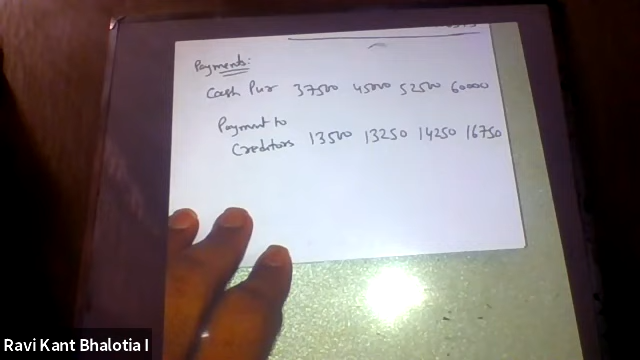 Payments:
Cash Pur 37500 45000 52500 60000
Payment to
Creditors 13500 13250 14250 16750
Ravi Kant Bhalotia I